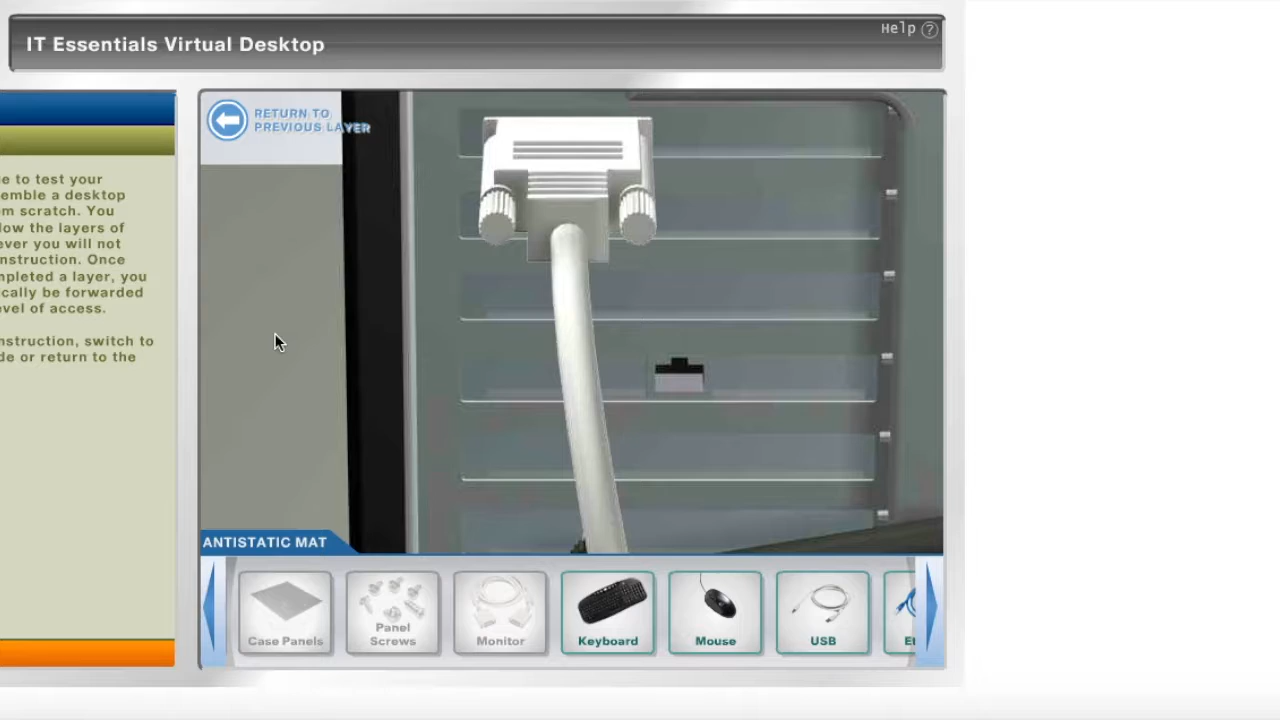 Help ?
IT Essentials Virtual Desktop
RETURN TO
PREVIOUS LAYER
e to test your
emble a desktop
m scratch. You
low the layers of
ever you will not
nstruction. Once
mpleted a layer, you
cally be forwarded
evel of access.
nstruction, switch to
de or return to the
ANTISTATIC MAT
Case Panels
Panel
Screws
Monitor
Keyboard
Mouse
USB
Et